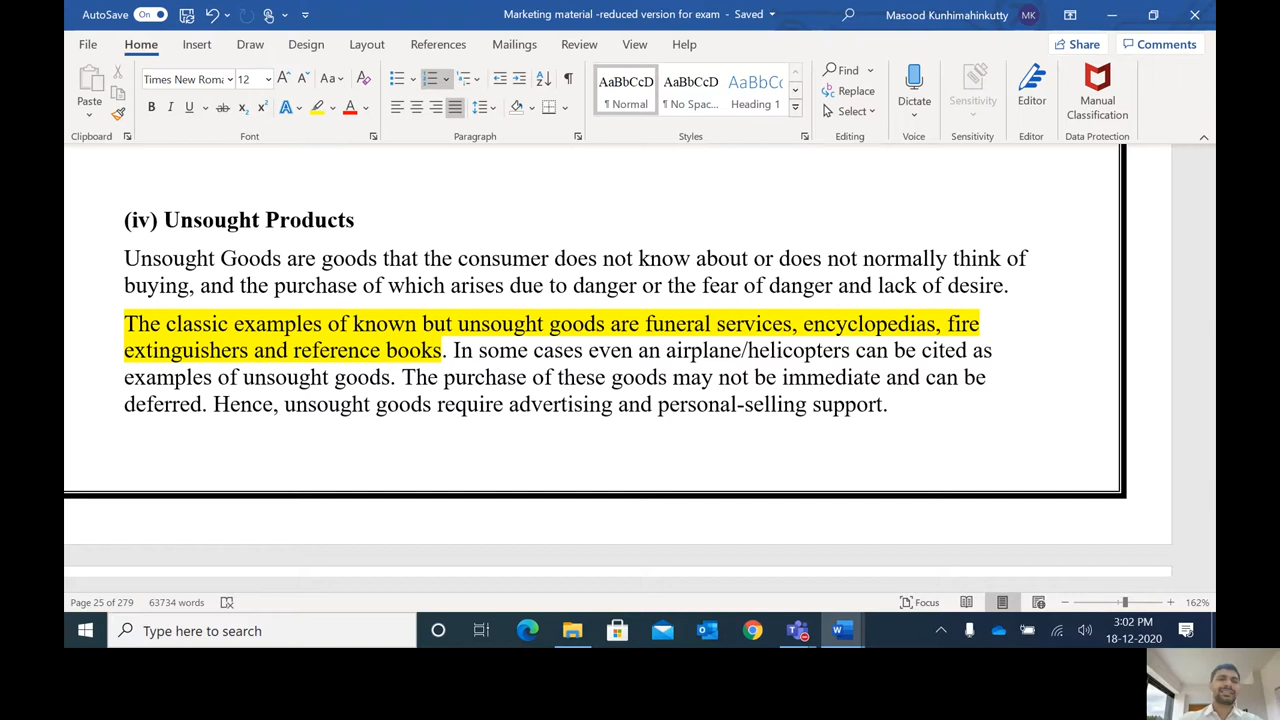 AutoSave On Marketing material -reduced version for exam - Saved Masood Kunhimahinkutty MK
File Home Insert Draw Design Layout References Mailings Review View Help Share Comments
Times New Roma 12 Aa AaBbCcD AaBbCcD AaBbCc Find
Paste Replace Dictate Sensitivity Editor Manual Classification
B I U ab x₂ x² A A ¶ Normal ¶ No Spac... Heading 1 Select
Clipboard Font Paragraph Styles Editing Voice Sensitivity Editor Data Protection
(iv) Unsought Products
Unsought Goods are goods that the consumer does not know about or does not normally think of
buying, and the purchase of which arises due to danger or the fear of danger and lack of desire.
The classic examples of known but unsought goods are funeral services, encyclopedias, fire
extinguishers and reference books. In some cases even an airplane/helicopters can be cited as
examples of unsought goods. The purchase of these goods may not be immediate and can be
deferred. Hence, unsought goods require advertising and personal-selling support.
Page 25 of 279 63734 words Focus 162%
Type here to search 3:02 PM
18-12-2020